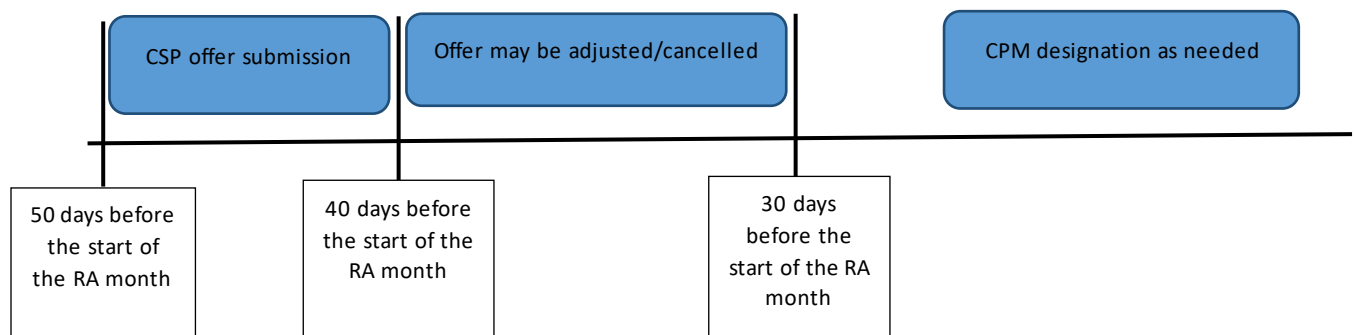 CSP offer submission
Offer may be adjusted/cancelled
CPM designation as needed
50 days before
the start of
the RA month
40 days before
the start of the
RA month
30 days
before the
start of the RA
month